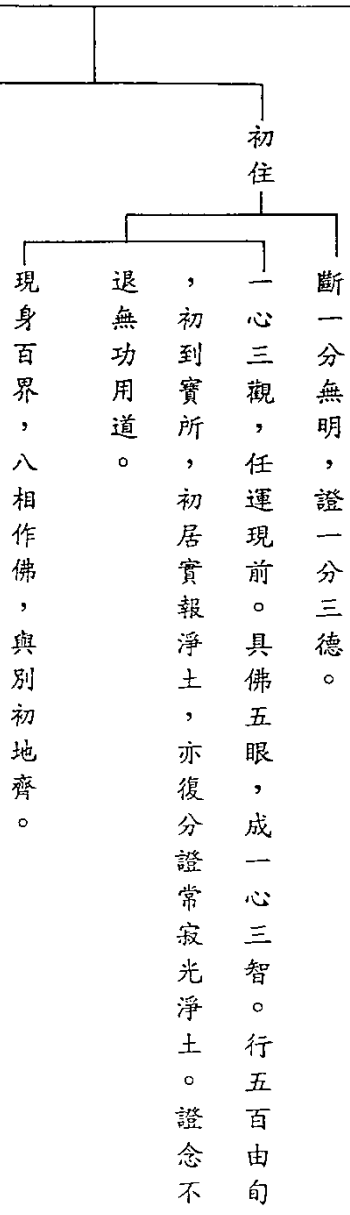 初住
斷一分無明，證一分三德。
一心三觀，任運現前。具佛五眼，成一心三智。行五百由旬
，初到寶所，初居實報淨土，亦復分證常寂光淨土。證念不
退無功用道。
現身百界，八相作佛，與別初地齊。